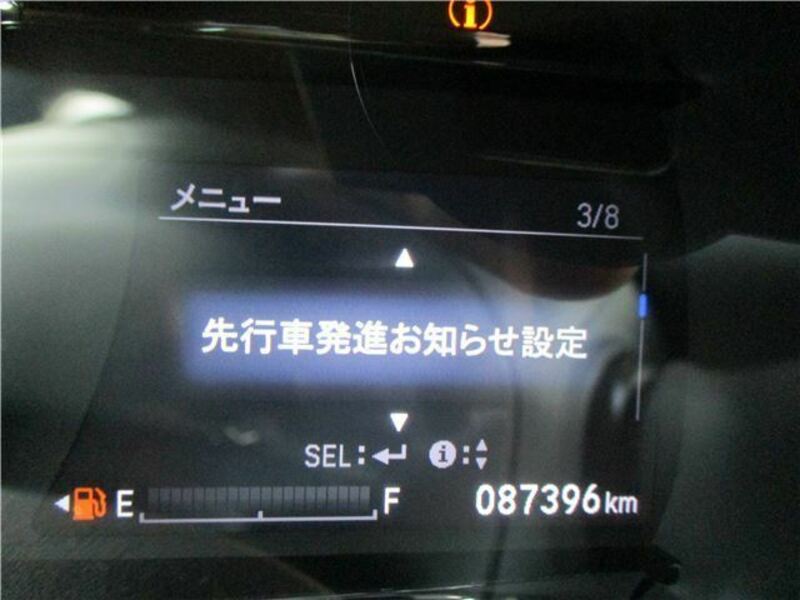 メニュー
3/8
先行車発進お知らせ設定
SEL:↵ i:
E F 087396km